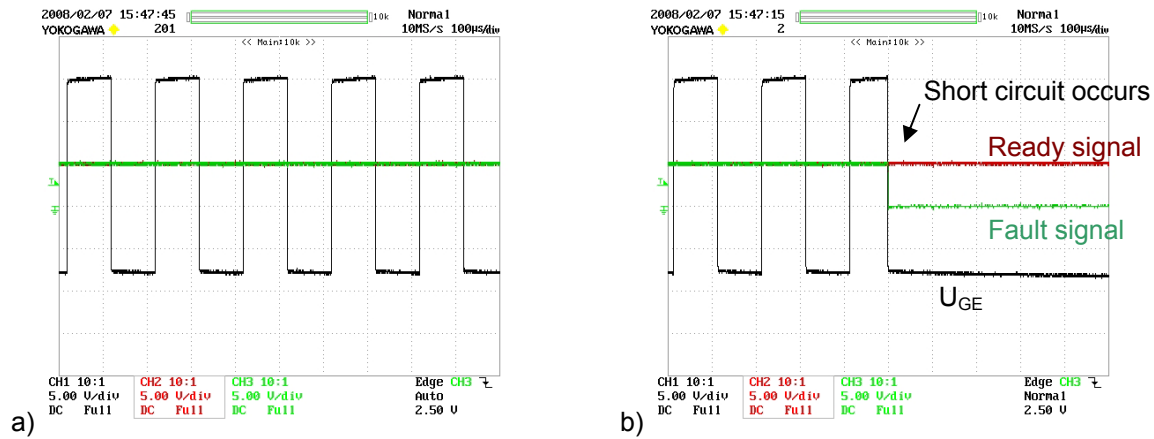 2008/02/07 15:47:45
10k
Normal
YOKOGAWA
201
10MS/s 100µs/div
<< Main:10k >>
CH1 10:1
5.00 V/div
DC Full
CH2 10:1
5.00 V/div
DC Full
CH3 10:1
5.00 V/div
DC Full
Edge CH3
Auto
2.50 V
a)
2008/02/07 15:47:15
10k
Normal
YOKOGAWA
2
10MS/s 100µs/div
<< Main:10k >>
Short circuit occurs
Ready signal
Fault signal
UGE
CH1 10:1
5.00 V/div
DC Full
CH2 10:1
5.00 V/div
DC Full
CH3 10:1
5.00 V/div
DC Full
Edge CH3
Normal
2.50 V
b)